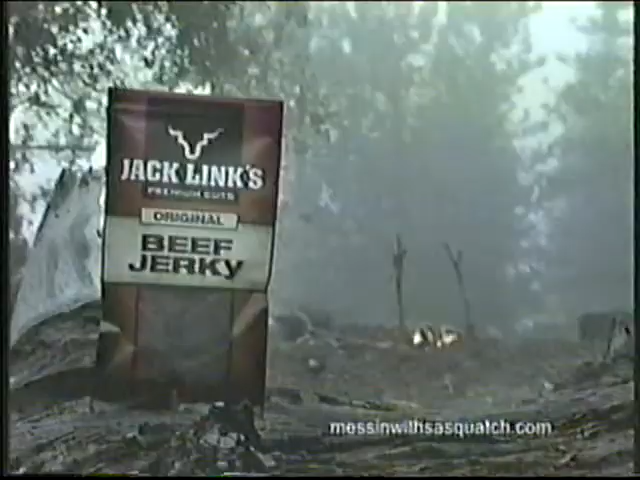 JACK LINK'S
PREMIUM CUTS
ORIGINAL
BEEF
JERKY
messinwithsasquatch.com